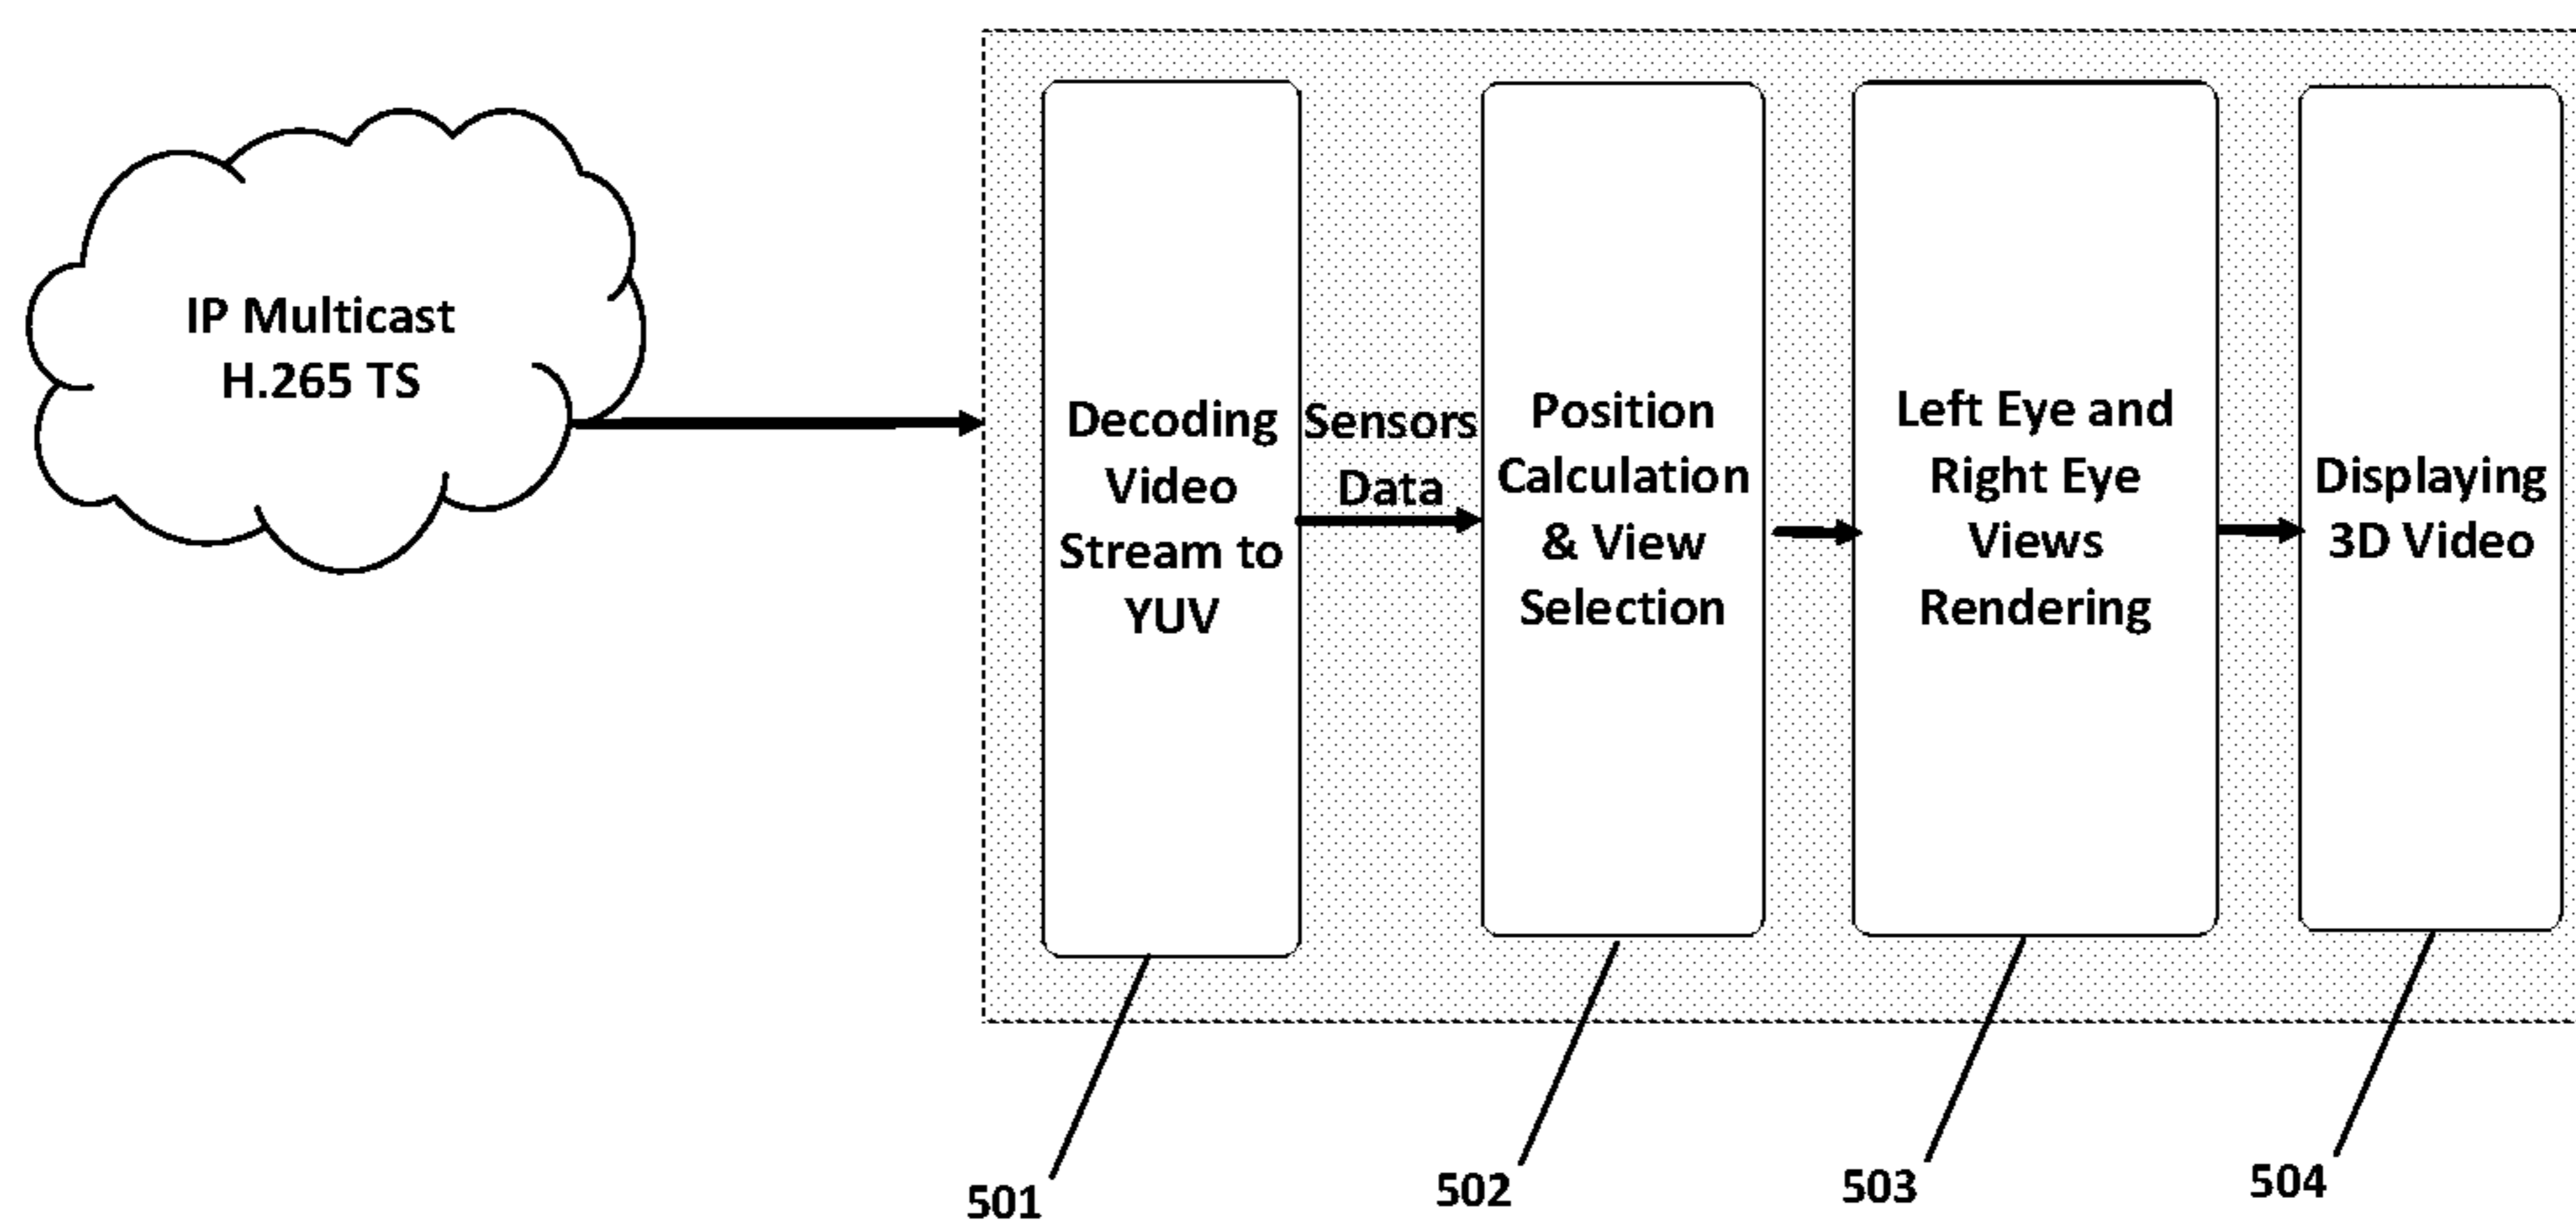 IP Multicast
H.265 TS
Decoding
Video
Stream to
YUV
Sensors
Data
Position
Calculation
& View
Selection
Left Eye and
Right Eye
Views
Rendering
Displaying
3D Video
501
502
503
504